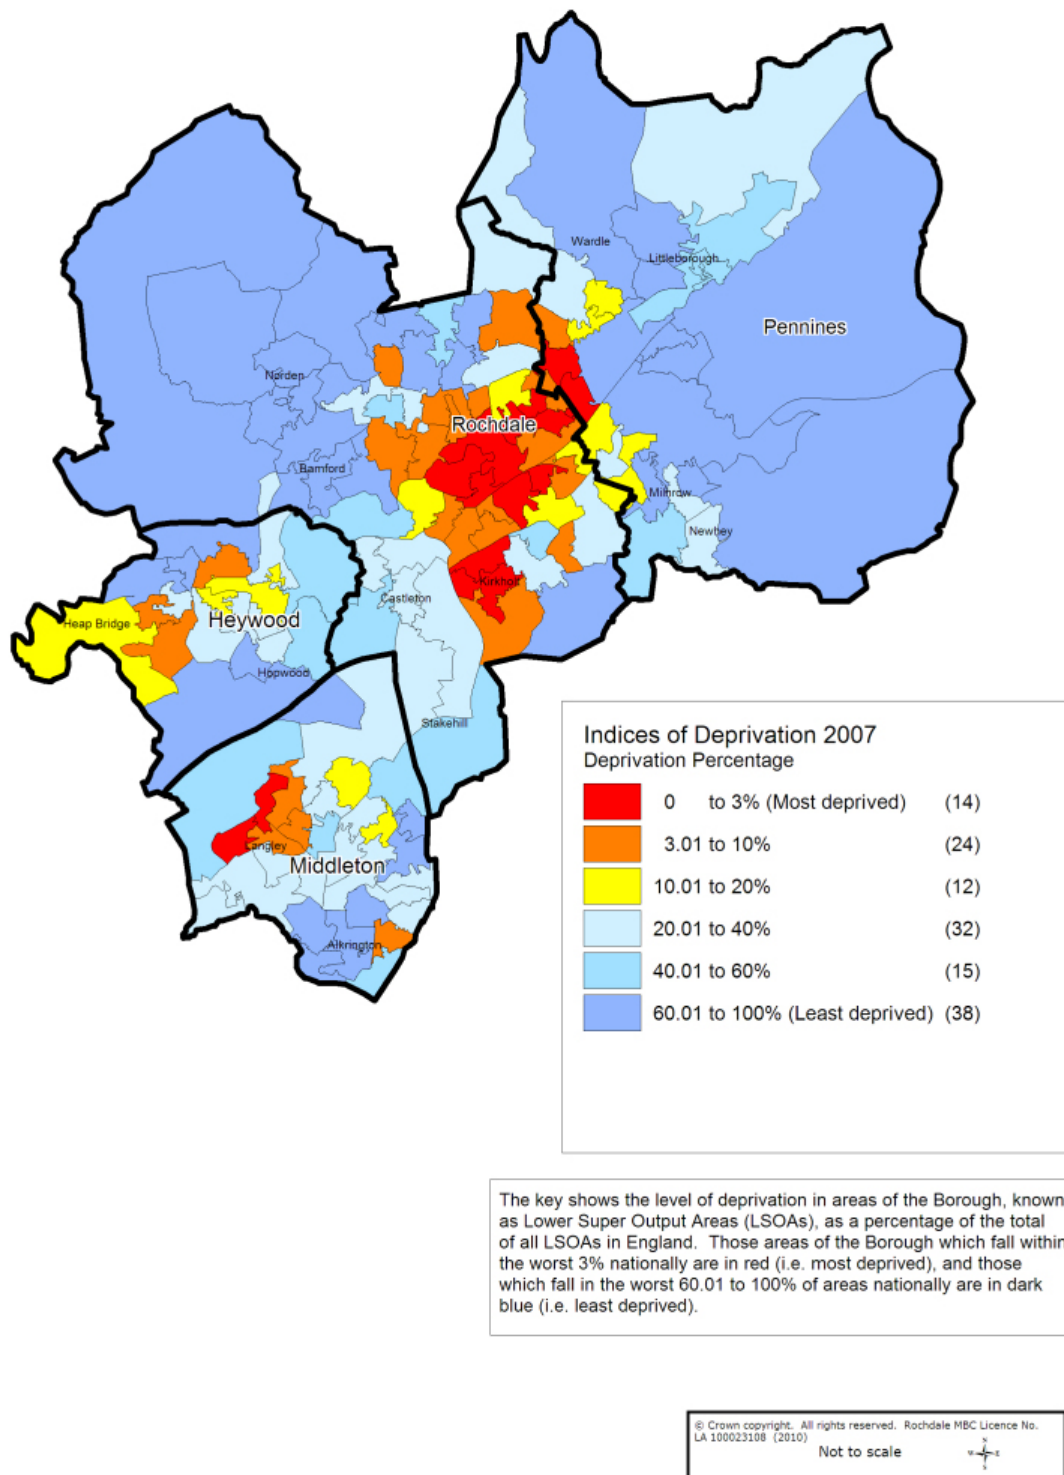 Wardle
Littleborough
Pennines
Norden
Rochdale
Bamford
Milnrow
Newhey
Kirkholt
Castleton
Heap Bridge
Heywood
Hopwood
Stakehill
Langley
Middleton
Alkrington
Indices of Deprivation 2007
Deprivation Percentage
0 to 3% (Most deprived) (14)
3.01 to 10% (24)
10.01 to 20% (12)
20.01 to 40% (32)
40.01 to 60% (15)
60.01 to 100% (Least deprived) (38)
The key shows the level of deprivation in areas of the Borough, known
as Lower Super Output Areas (LSOAs), as a percentage of the total
of all LSOAs in England. Those areas of the Borough which fall within
the worst 3% nationally are in red (i.e. most deprived), and those
which fall in the worst 60.01 to 100% of areas nationally are in dark
blue (i.e. least deprived).
© Crown copyright. All rights reserved. Rochdale MBC Licence No.
LA 100023108 (2010)
Not to scale
N
W E
S